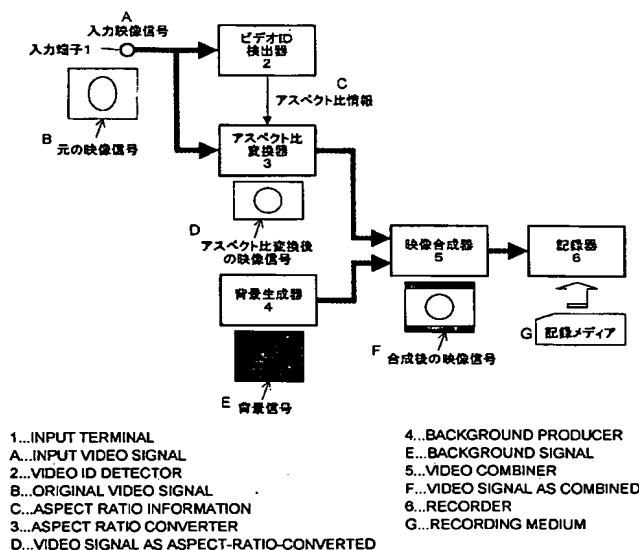 A
入力映像信号
入力端子1
ビデオID
検出器
2
C
アスペクト比情報
B 元の映像信号
アスペクト比
変換器
3
D
アスペクト比変換後
の映像信号
映像合成器
5
記録器
6
背景生成器
4
F 合成後の映像信号
G 記録メディア
E 背景信号
1...INPUT TERMINAL
A...INPUT VIDEO SIGNAL
2...VIDEO ID DETECTOR
B...ORIGINAL VIDEO SIGNAL
C...ASPECT RATIO INFORMATION
3...ASPECT RATIO CONVERTER
D...VIDEO SIGNAL AS ASPECT-RATIO-CONVERTED
4...BACKGROUND PRODUCER
E...BACKGROUND SIGNAL
5...VIDEO COMBINER
F...VIDEO SIGNAL AS COMBINED
6...RECORDER
G...RECORDING MEDIUM